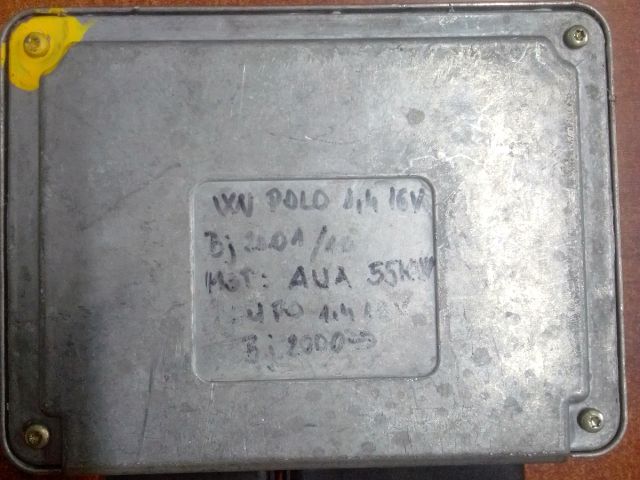 VW POLO 1,4 16V
Bj 2001/10
Mot: AUA 55KW
1.4 16V
Bj 2000